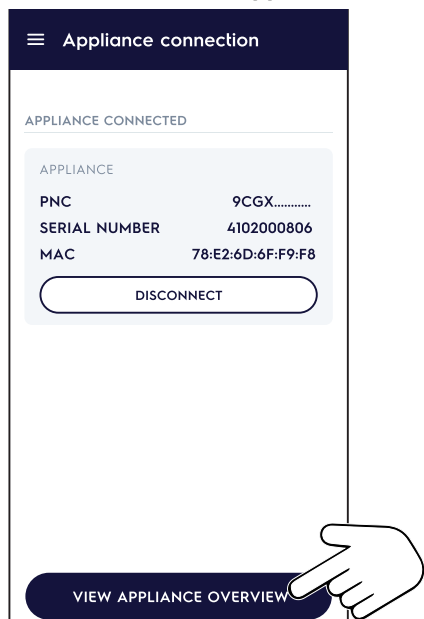 Appliance connection
APPLIANCE CONNECTED
APPLIANCE
PNC 9CGX...........
SERIAL NUMBER 4102000806
MAC 78:E2:6D:6F:F9:F8
DISCONNECT
VIEW APPLIANCE OVERVIEW